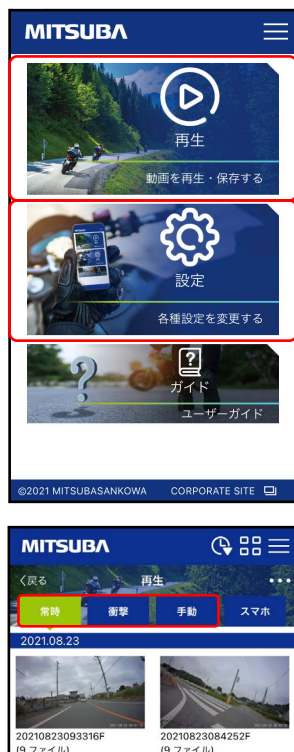 MITSUBA
再生
動画を再生・保存する
設定
各種設定を変更する
?
?
ガイド
ユーザーガイド
©2021 MITSUBASANKOWA CORPORATE SITE
MITSUBA
く戻る 再生 •••
常時 衝撃 手動 スマホ
2021.08.23
20210823093316F 20210823084252F
(9 ファイル) (9 ファイル)